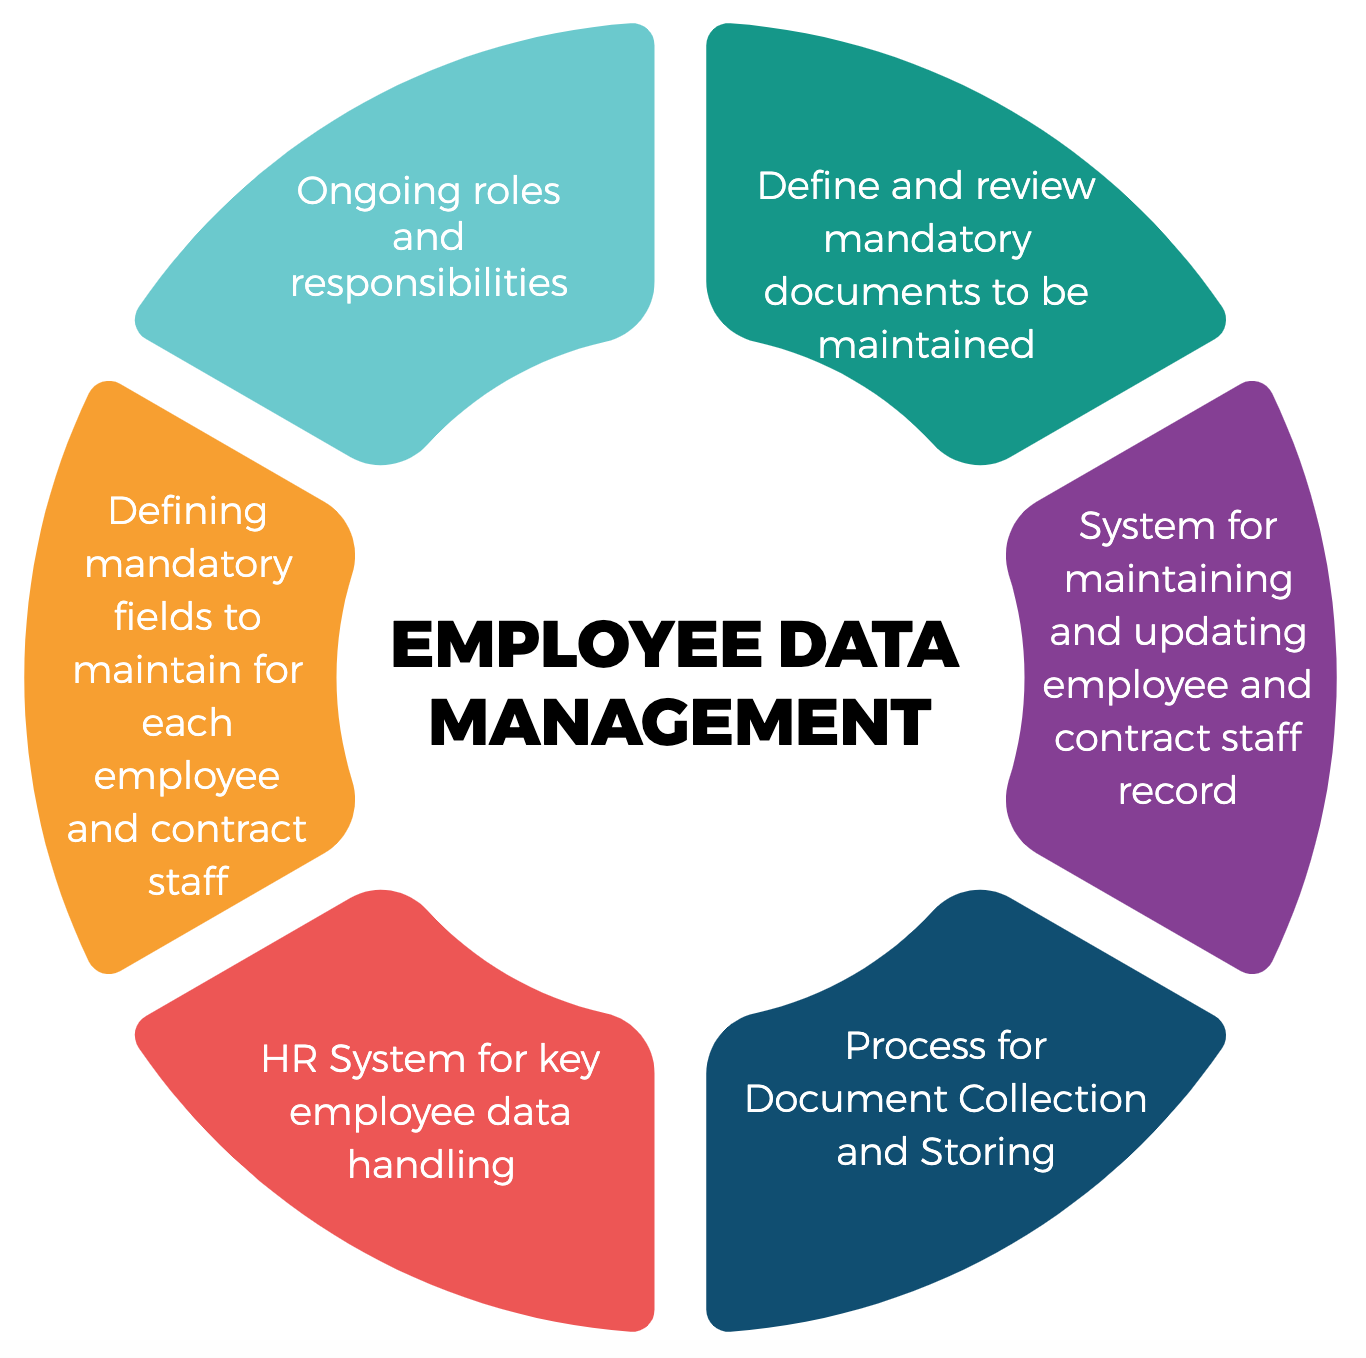 Ongoing roles
and
responsibilities
Define and review
mandatory
documents to be
maintained
Defining
mandatory
fields to
maintain for
each
employee
and contract
staff
EMPLOYEE DATA
MANAGEMENT
System for
maintaining
and updating
employee and
contract staff
record
HR System for key
employee data
handling
Process for
Document Collection
and Storing